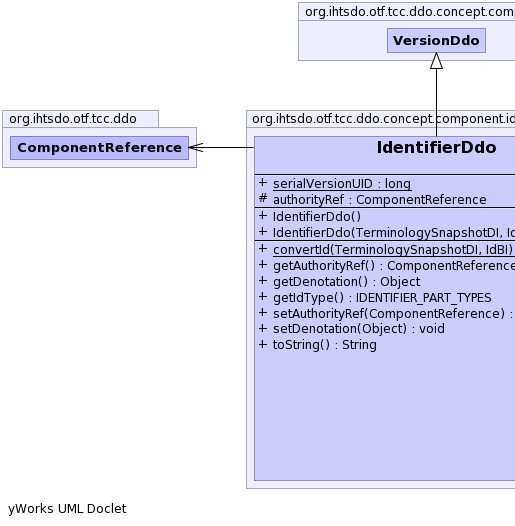 org.ihtsdo.otf.tcc.ddo.concept.comp
VersionDdo
org.ihtsdo.otf.tcc.ddo
ComponentReference
org.ihtsdo.otf.tcc.ddo.concept.component.id
IdentifierDdo
+ serialVersionUID : long
# authorityRef : ComponentReference
+ IdentifierDdo()
+ IdentifierDdo(TerminologySnapshotDI, Id
+ convertId(TerminologySnapshotDI, IdBI)
+ getAuthorityRef() : ComponentReference
+ getDenotation() : Object
+ getIdType() : IDENTIFIER_PART_TYPES
+ setAuthorityRef(ComponentReference) :
+ setDenotation(Object) : void
+ toString() : String
yWorks UML Doclet